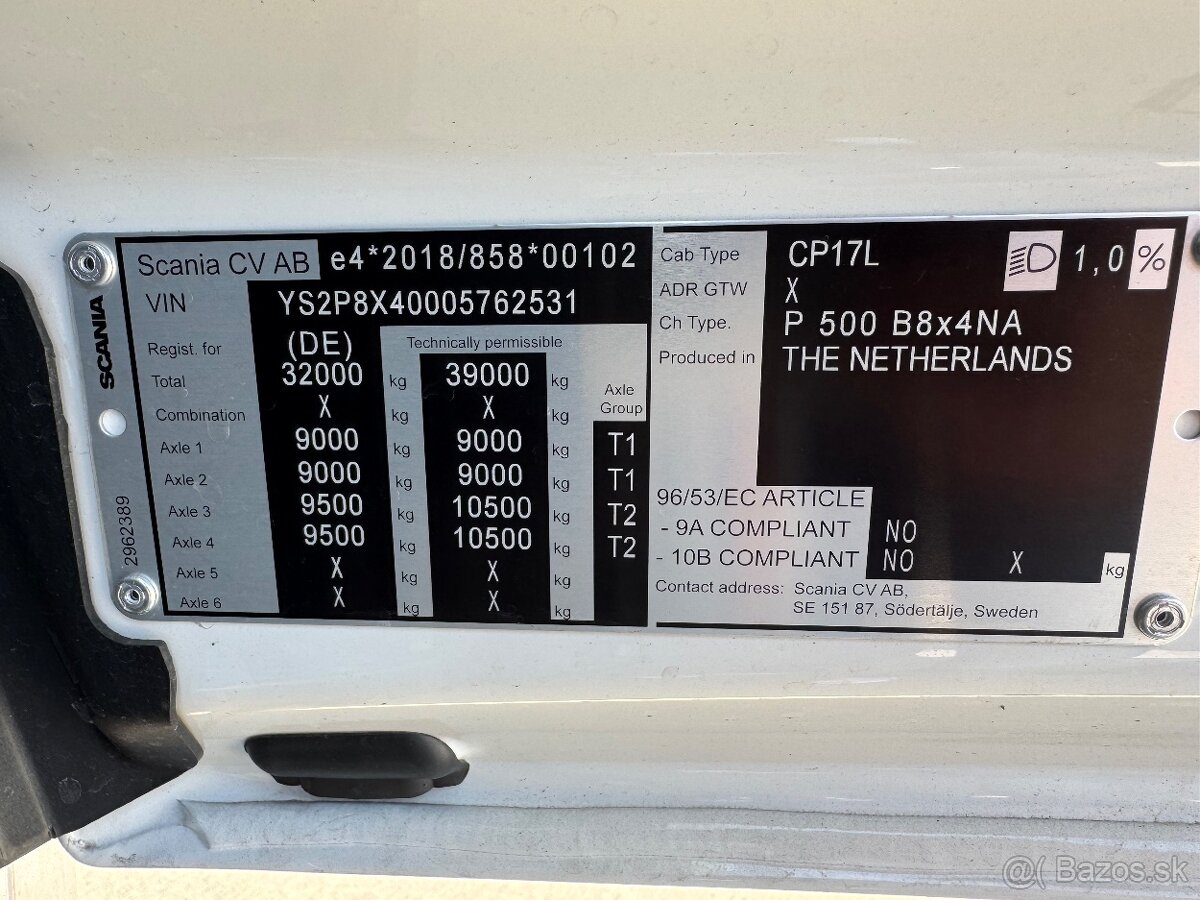 Scania CV AB e4*2018/858*00102
VIN YS2P8X40005762531
Regist. for (DE) Technically permissible
Total 32000 kg 39000 kg Axle Group
Combination X kg X kg
Axle 1 9000 kg 9000 kg T1
Axle 2 9000 kg 9000 kg T1
Axle 3 9500 kg 10500 kg T2
Axle 4 9500 kg 10500 kg T2
Axle 5 X kg X kg
Axle 6 X kg X kg
SCANIA
2962389
Cab Type CP17L 1,0 %
ADR GTW X
Ch Type. P 500 B8x4NA
Produced in THE NETHERLANDS
96/53/EC ARTICLE
- 9A COMPLIANT NO
- 10B COMPLIANT NO X kg
Contact address: Scania CV AB,
SE 151 87, Södertälje, Sweden
@( Bazos.sk